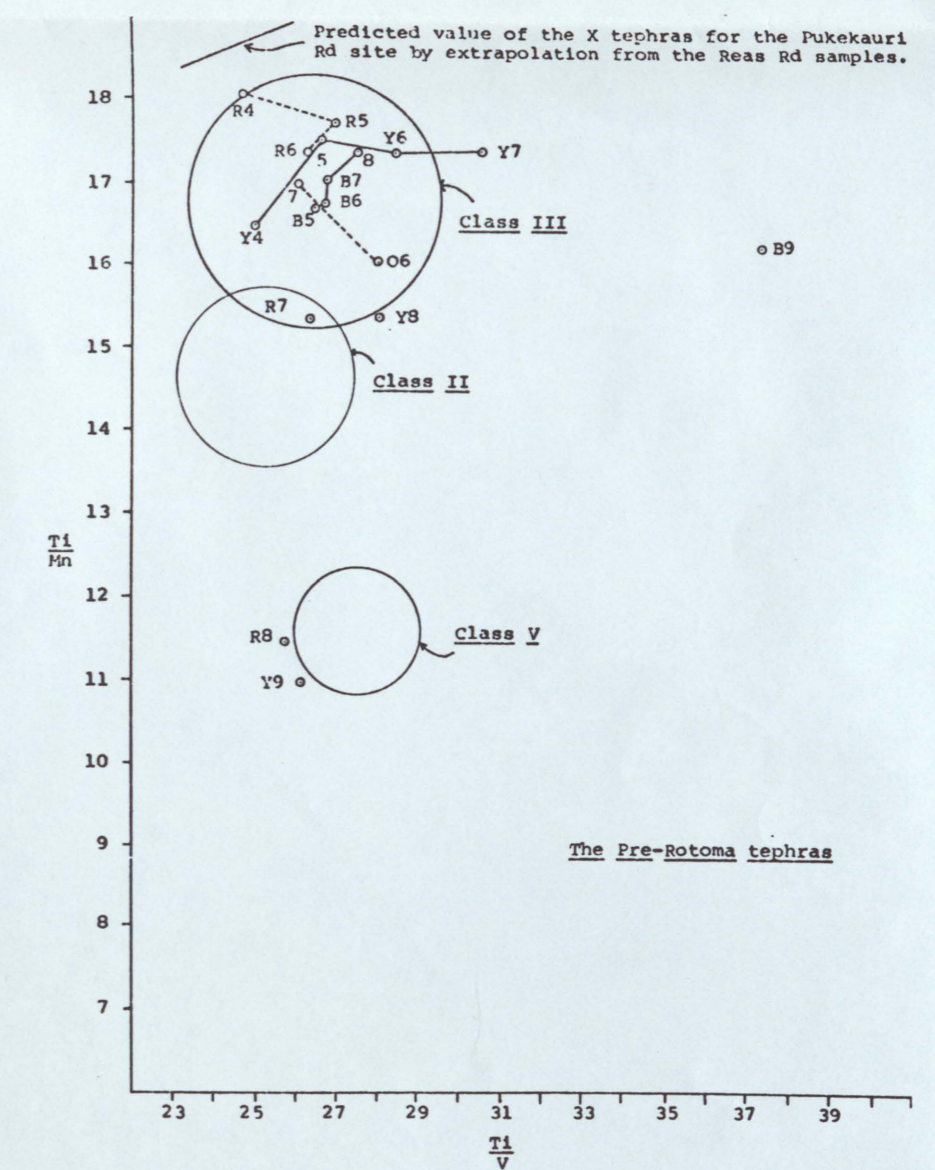 Predicted value of the X tephras for the Pukekauri
Rd site by extrapolation from the Reas Rd samples.
18
R4
R5
Y6
R6
5
8
Y7
17
7
B7
B6
B5
Class III
Y4
16
O6
B9
R7
Y8
15
Class II
14
13
Ti
Mn
12
R8
Class V
11
Y9
10
9
The Pre-Rotoma tephras
8
7
23 25 27 29 31 33 35 37 39
Ti
V